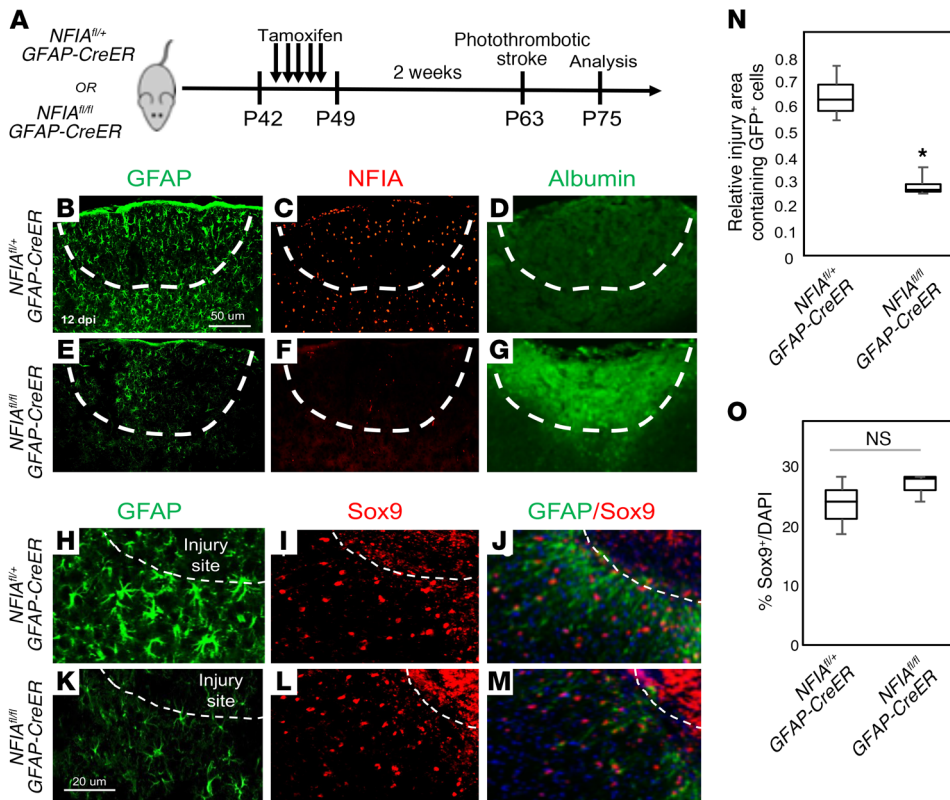 A
NFIAfl/+
GFAP-CreER
OR
NFIAfl/fl
GFAP-CreER
Tamoxifen
2 weeks
Photothrombotic
stroke
Analysis
P42
P49
P63
P75
GFAP
NFIA
Albumin
NFIAfl/+
GFAP-CreER
B
12 dpi
50 um
C
D
NFIAfl/fl
GFAP-CreER
E
F
G
GFAP
Sox9
GFAP/Sox9
NFIAfl/+
GFAP-CreER
H
Injury
site
I
J
NFIAfl/fl
GFAP-CreER
K
Injury
site
20 um
L
M
N
Relative injury area
containing GFP+ cells
0.8
0.7
0.6
0.5
0.4
0.3
0.2
0.1
0
*
NFIAfl/+
GFAP-CreER
NFIAfl/fl
GFAP-CreER
O
% Sox9+/DAPI
30
20
10
0
NS
NFIAfl/+
GFAP-CreER
NFIAfl/fl
GFAP-CreER